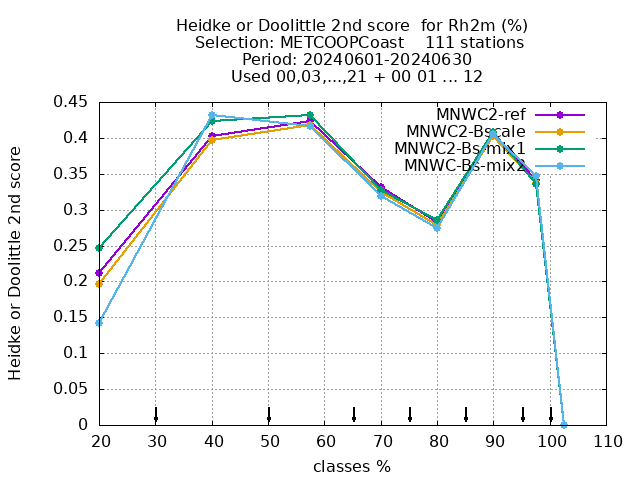 Heidke or Doolittle 2nd score  for Rh2m (%)
Selection: METCOOPCoast    111 stations
Period: 20240601-20240630
Used 00,03,...,21 + 00 01 ... 12
MNWC2-ref
MNWC2-Bscale
MNWC2-Bs-mix1
MNWC-Bs-mix2
Heidke or Doolittle 2nd score
0.45
0.4
0.35
0.3
0.25
0.2
0.15
0.1
0.05
0
20 30 40 50 60 70 80 90 100 110
classes %